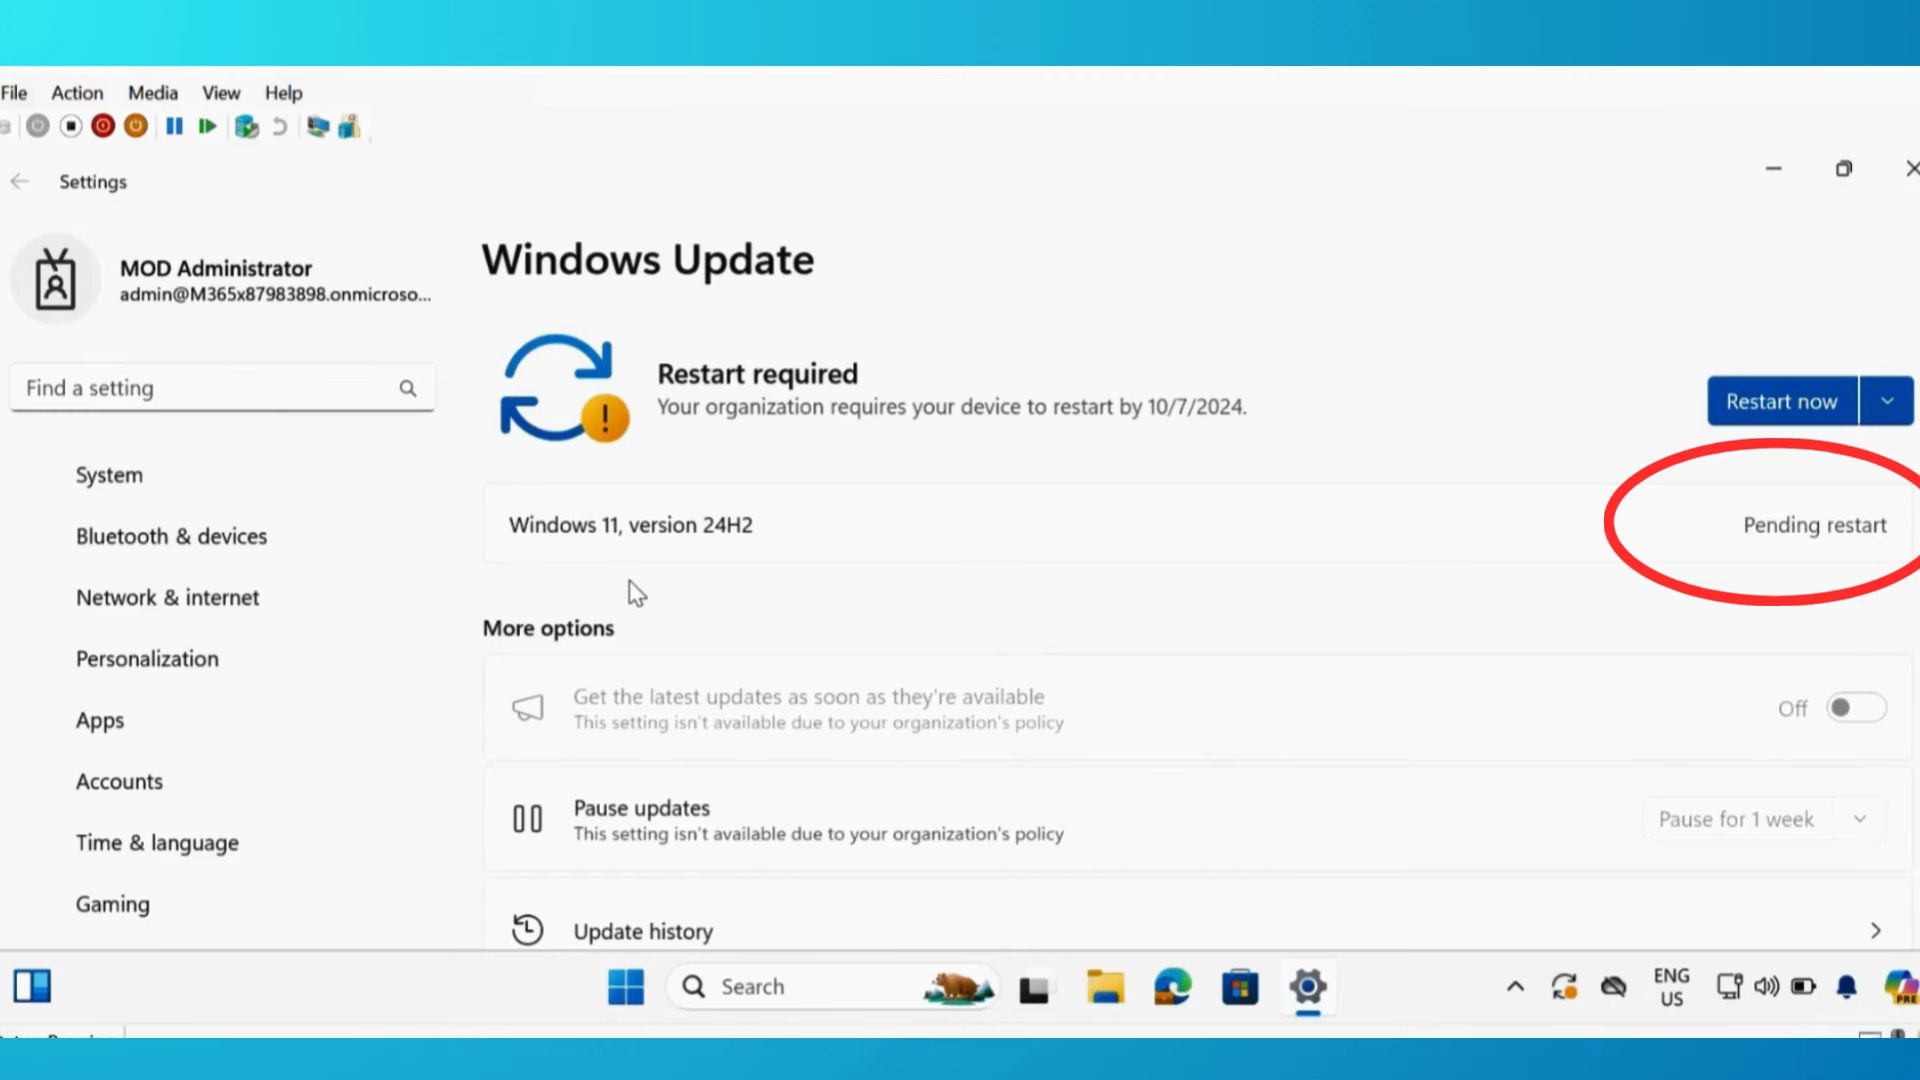 File Action Media View Help
Settings
MOD Administrator
admin@M365x87983898.onmicroso...
Find a setting
System
Bluetooth & devices
Network & internet
Personalization
Apps
Accounts
Time & language
Gaming
Windows Update
Restart required
Your organization requires your device to restart by 10/7/2024.
Restart now
Windows 11, version 24H2
Pending restart
More options
Get the latest updates as soon as they're available
This setting isn't available due to your organization's policy
Off
Pause updates
This setting isn't available due to your organization's policy
Pause for 1 week
Update history
Search
ENG
US
PRE